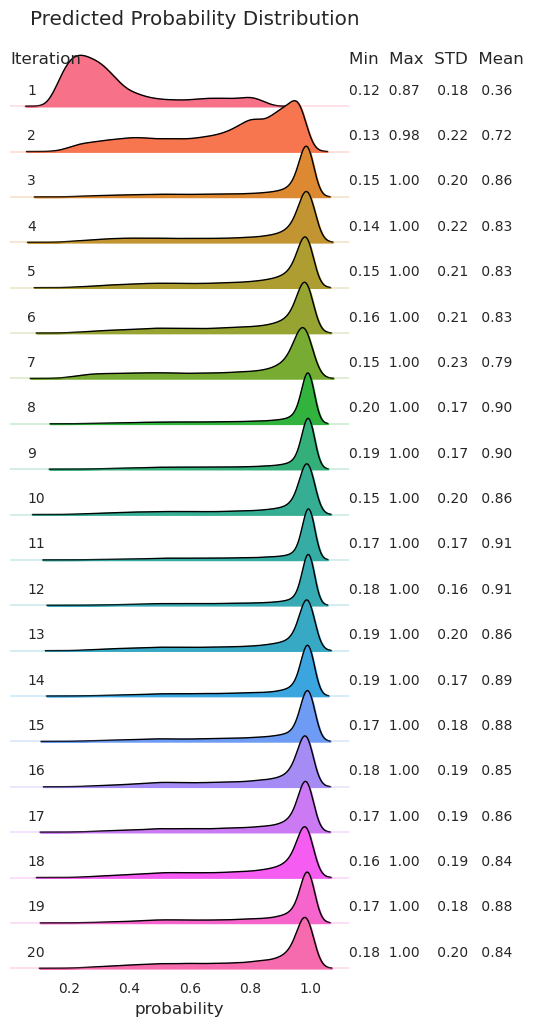 Predicted Probability Distribution
Iteration Min Max STD Mean
1 0.12 0.87 0.18 0.36
2 0.13 0.98 0.22 0.72
3 0.15 1.00 0.20 0.86
4 0.14 1.00 0.22 0.83
5 0.15 1.00 0.21 0.83
6 0.16 1.00 0.21 0.83
7 0.15 1.00 0.23 0.79
8 0.20 1.00 0.17 0.90
9 0.19 1.00 0.17 0.90
10 0.15 1.00 0.20 0.86
11 0.17 1.00 0.17 0.91
12 0.18 1.00 0.16 0.91
13 0.19 1.00 0.20 0.86
14 0.19 1.00 0.17 0.89
15 0.17 1.00 0.18 0.88
16 0.18 1.00 0.19 0.85
17 0.17 1.00 0.19 0.86
18 0.16 1.00 0.19 0.84
19 0.17 1.00 0.18 0.88
20 0.18 1.00 0.20 0.84
0.2 0.4 0.6 0.8 1.0
probability